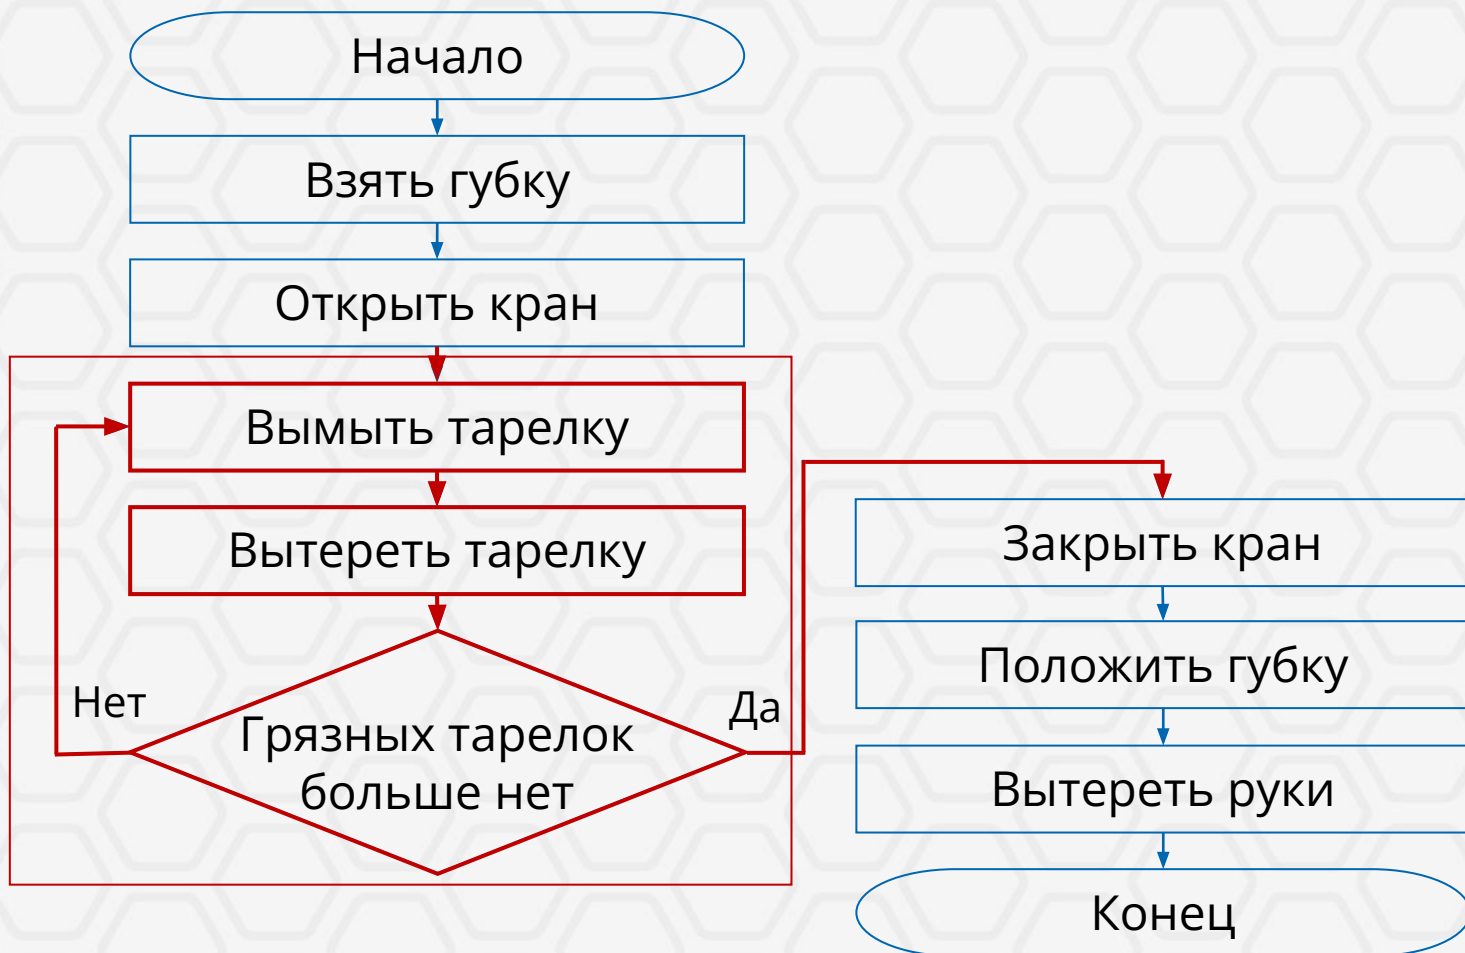 Начало
Взять губку
Открыть кран
Вымыть тарелку
Вытереть тарелку
Нет
Грязных тарелок
больше нет
Да
Закрыть кран
Положить губку
Вытереть руки
Конец